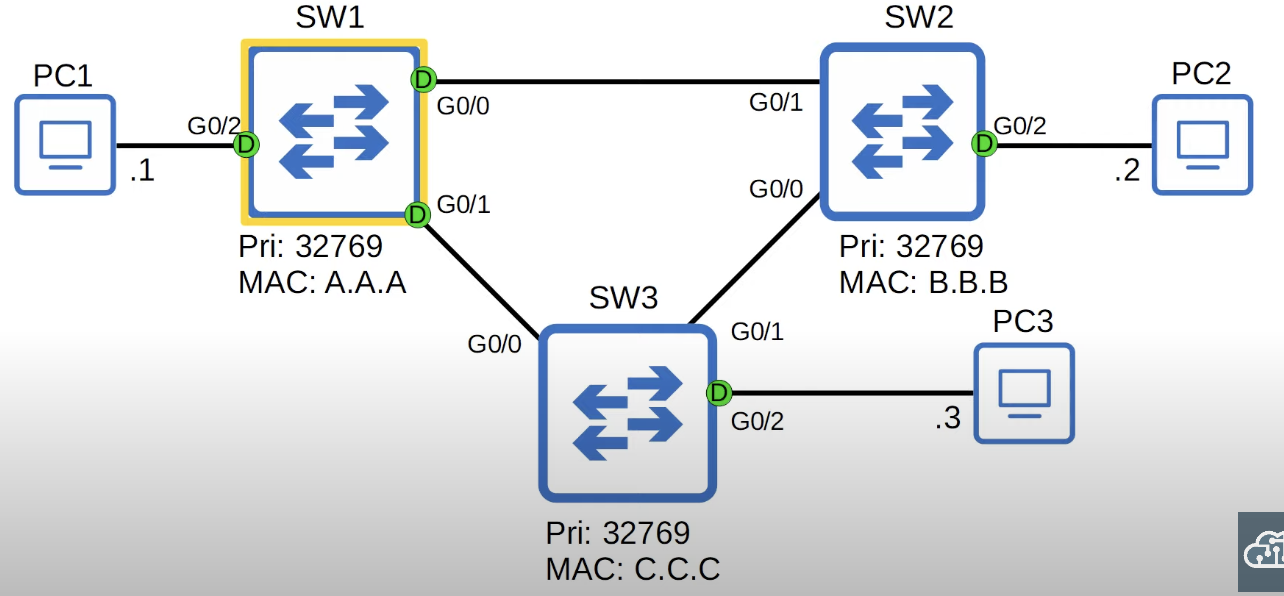 SW1
SW2
PC1
PC2
D
G0/0
G0/1
G0/2
D
D
G0/2
.1
.2
G0/0
D
G0/1
Pri: 32769
MAC: A.A.A
Pri: 32769
MAC: B.B.B
SW3
PC3
G0/0
G0/1
D
G0/2
.3
Pri: 32769
MAC: C.C.C